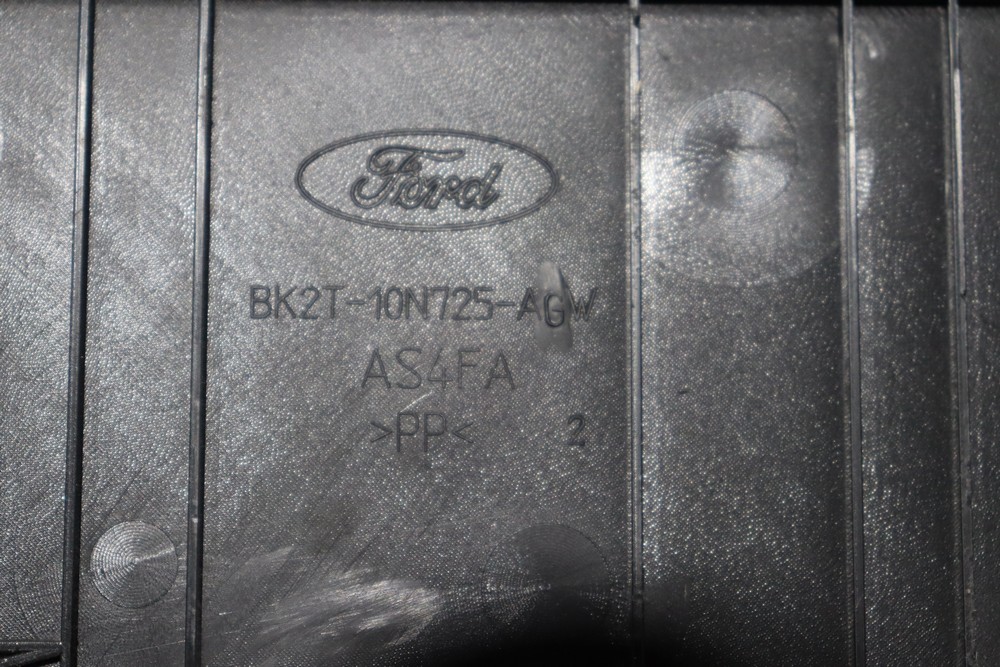 Ford
BK2T-10N725-AGW
AS4FA
>PP< 2